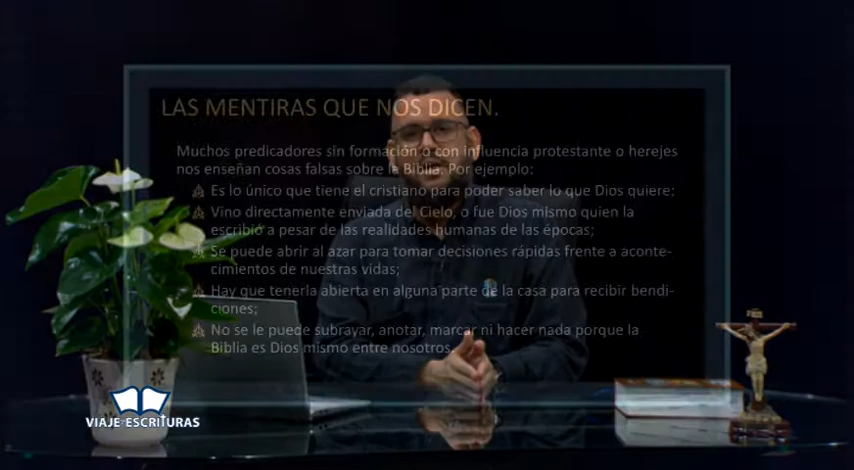 LAS MENTIRAS QUE NOS DICEN.
Muchos predicadores sin formación o con influencia protestante o herejes
nos enseñan cosas falsas sobre la Biblia. Por ejemplo:
Es lo único que tiene el cristiano para poder saber lo que Dios quiere;
Vino directamente enviada del Cielo, o fue Dios mismo quien la
escribió a pesar de las realidades humanas de las épocas;
Se puede abrir al azar para tomar decisiones rápidas frente a aconte-
cimientos de nuestras vidas;
Hay que tenerla abierta en alguna parte de la casa para recibir bendi-
ciones;
No se le puede subrayar, anotar, marcar ni hacer nada porque la
Biblia es Dios mismo entre nosotros.
VIAJE ESCRITURAS